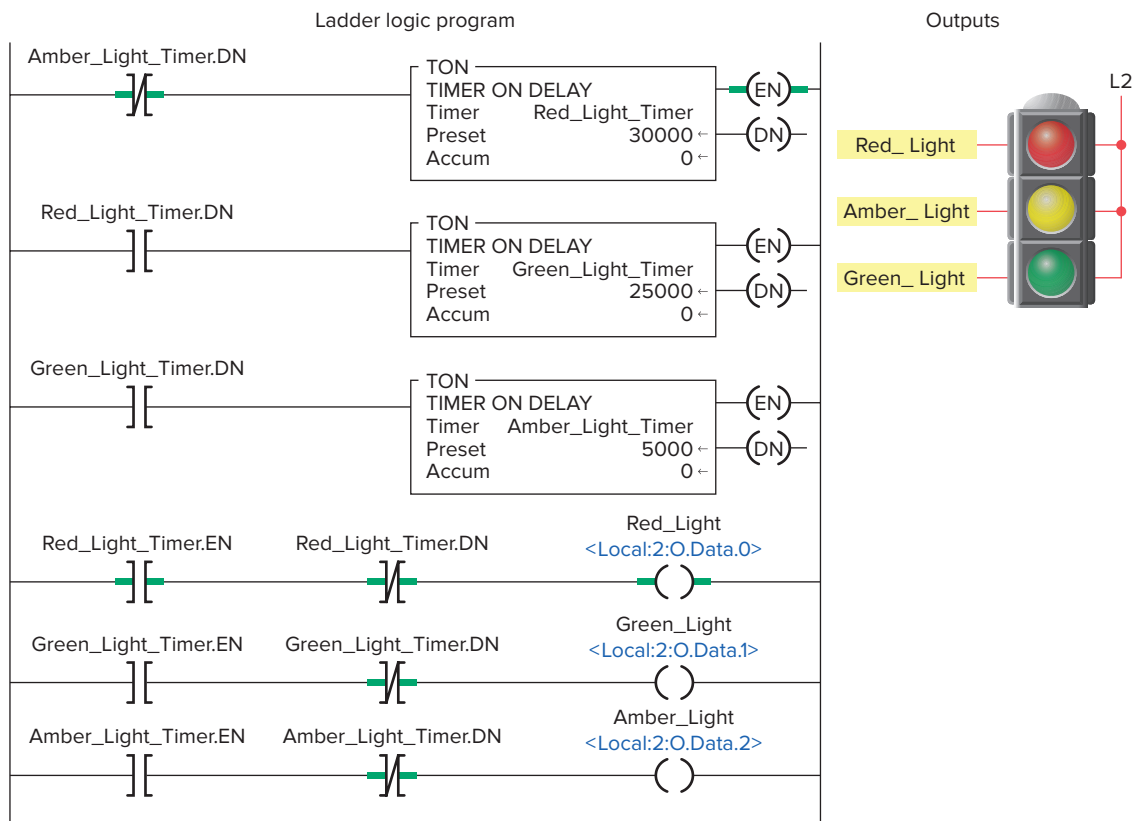 Ladder logic program
Outputs
Amber_Light_Timer.DN
TON
TIMER ON DELAY
Timer Red_Light_Timer
Preset 30000 ←
Accum 0 ←
EN
DN
L2
Red_ Light
Amber_ Light
Green_ Light
Red_Light_Timer.DN
TON
TIMER ON DELAY
Timer Green_Light_Timer
Preset 25000 ←
Accum 0 ←
EN
DN
Green_Light_Timer.DN
TON
TIMER ON DELAY
Timer Amber_Light_Timer
Preset 5000 ←
Accum 0 ←
EN
DN
Red_Light_Timer.EN Red_Light_Timer.DN Red_Light
<Local:2:O.Data.0>
Green_Light_Timer.EN Green_Light_Timer.DN Green_Light
<Local:2:O.Data.1>
Amber_Light_Timer.EN Amber_Light_Timer.DN Amber_Light
<Local:2:O.Data.2>